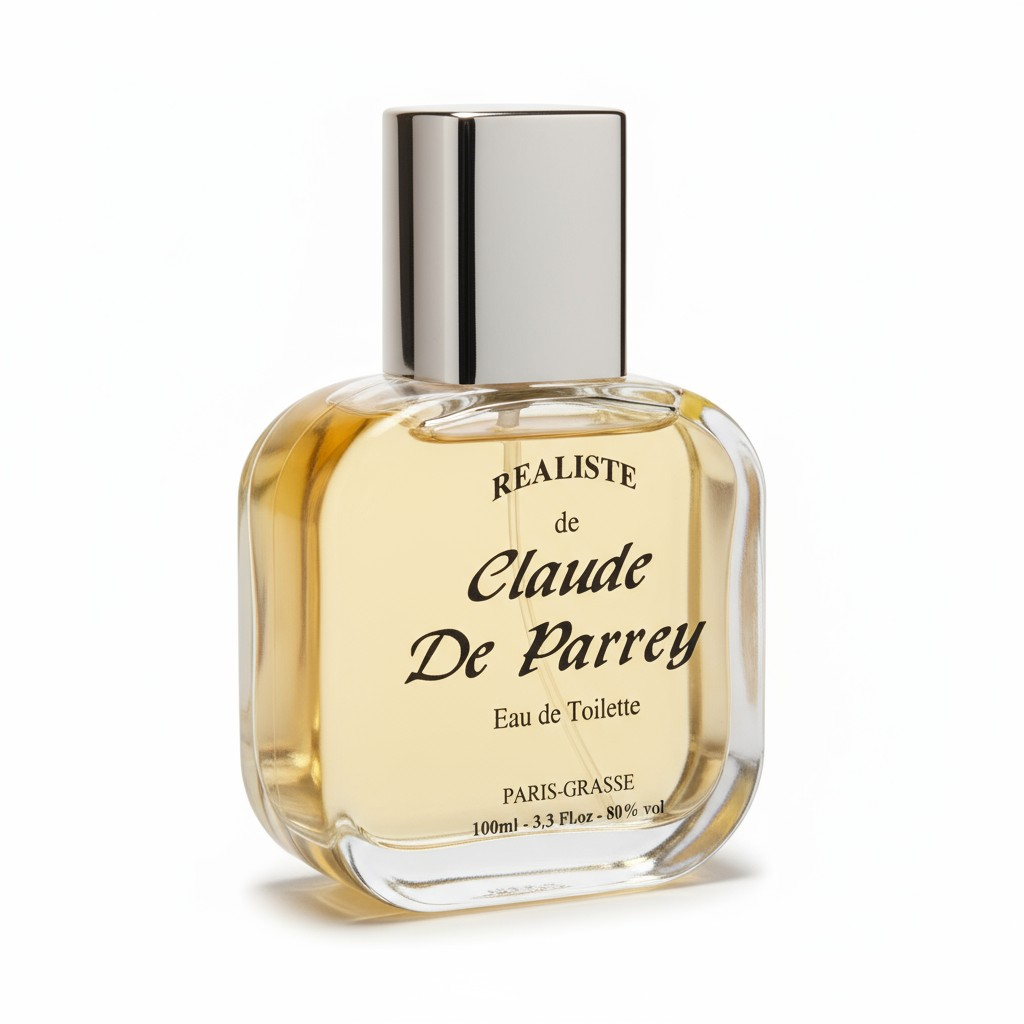 REALISTE
de
Claude
De Parrey
Eau de Toilette
PARIS-GRASSE
100ml - 3,3 Fl.oz - 80% vol